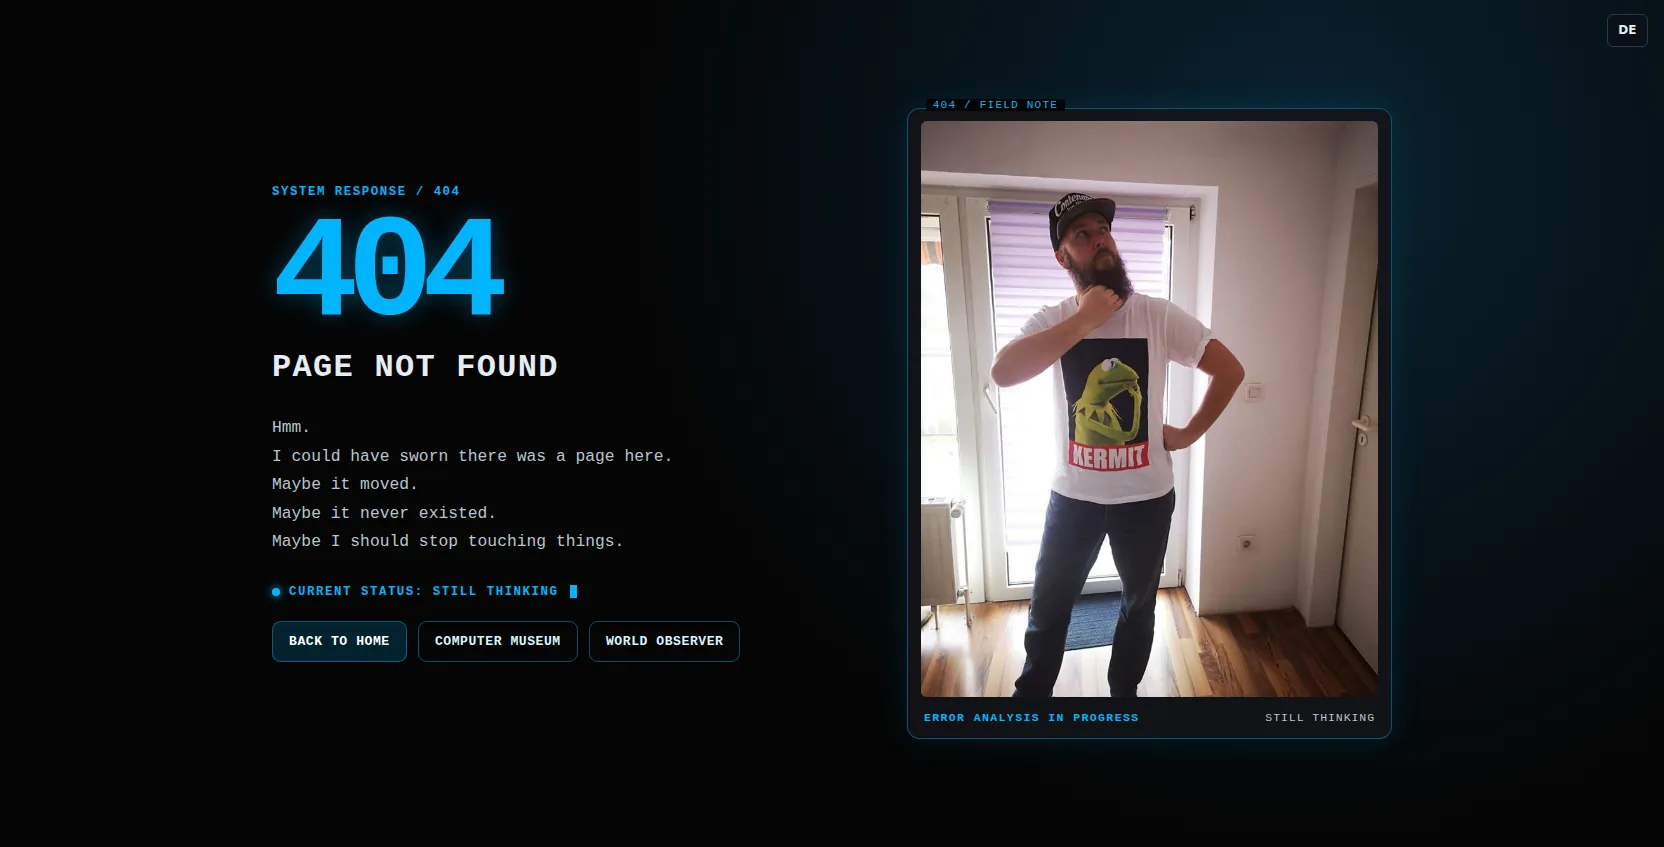 DE
SYSTEM RESPONSE / 404
404
PAGE NOT FOUND
Hmm.
I could have sworn there was a page here.
Maybe it moved.
Maybe it never existed.
Maybe I should stop touching things.
CURRENT STATUS: STILL THINKING
BACK TO HOME
COMPUTER MUSEUM
WORLD OBSERVER
404 / FIELD NOTE
KERMIT
ERROR ANALYSIS IN PROGRESS
STILL THINKING